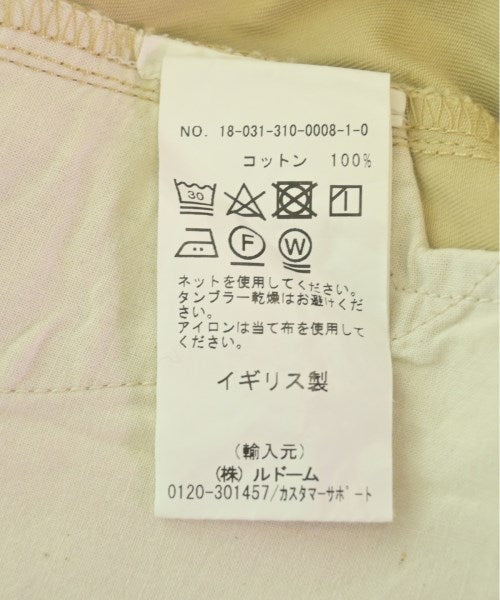 NO. 18-031-310-0008-1-0
コットン 100%
30
F W
ネットを使用してください。
タンブラー乾燥はお避けくだ
さい。
アイロンは当て布を使用して
ください。
イギリス製
(輸入元)
(株) ルドーム
0120-301457/カスタマーサポート